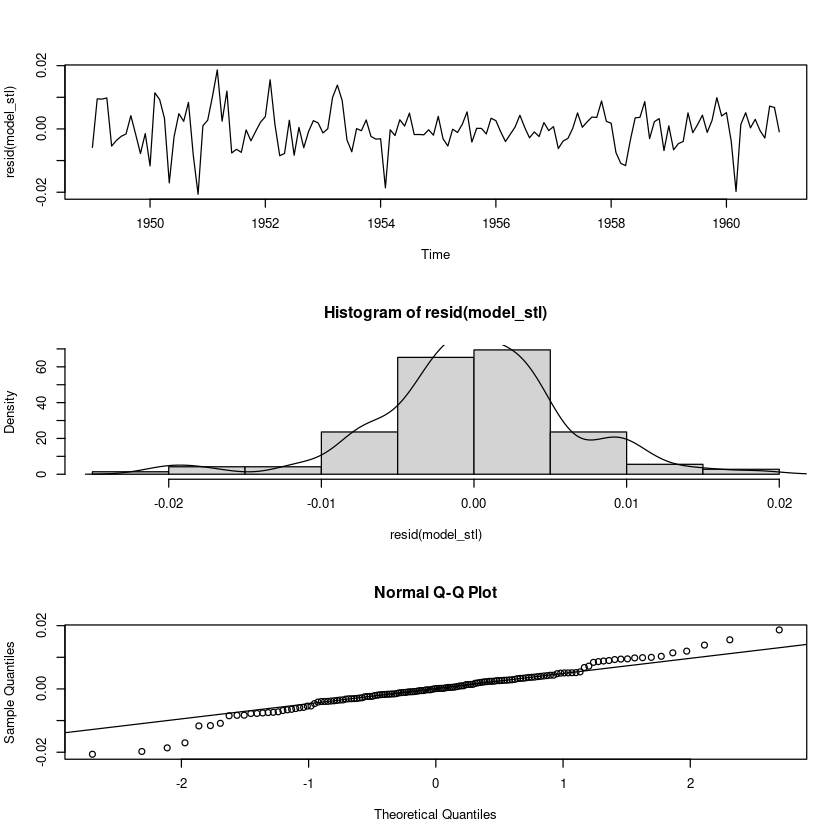 resid(model_stl)
0.02
0.00
-0.02
1950 1952 1954 1956 1958 1960
Time
Histogram of resid(model_stl)
Density
60
40
20
0
-0.02 -0.01 0.00 0.01 0.02
resid(model_stl)
Normal Q-Q Plot
Sample Quantiles
0.02
0.00
-0.02
-2 -1 0 1 2
Theoretical Quantiles